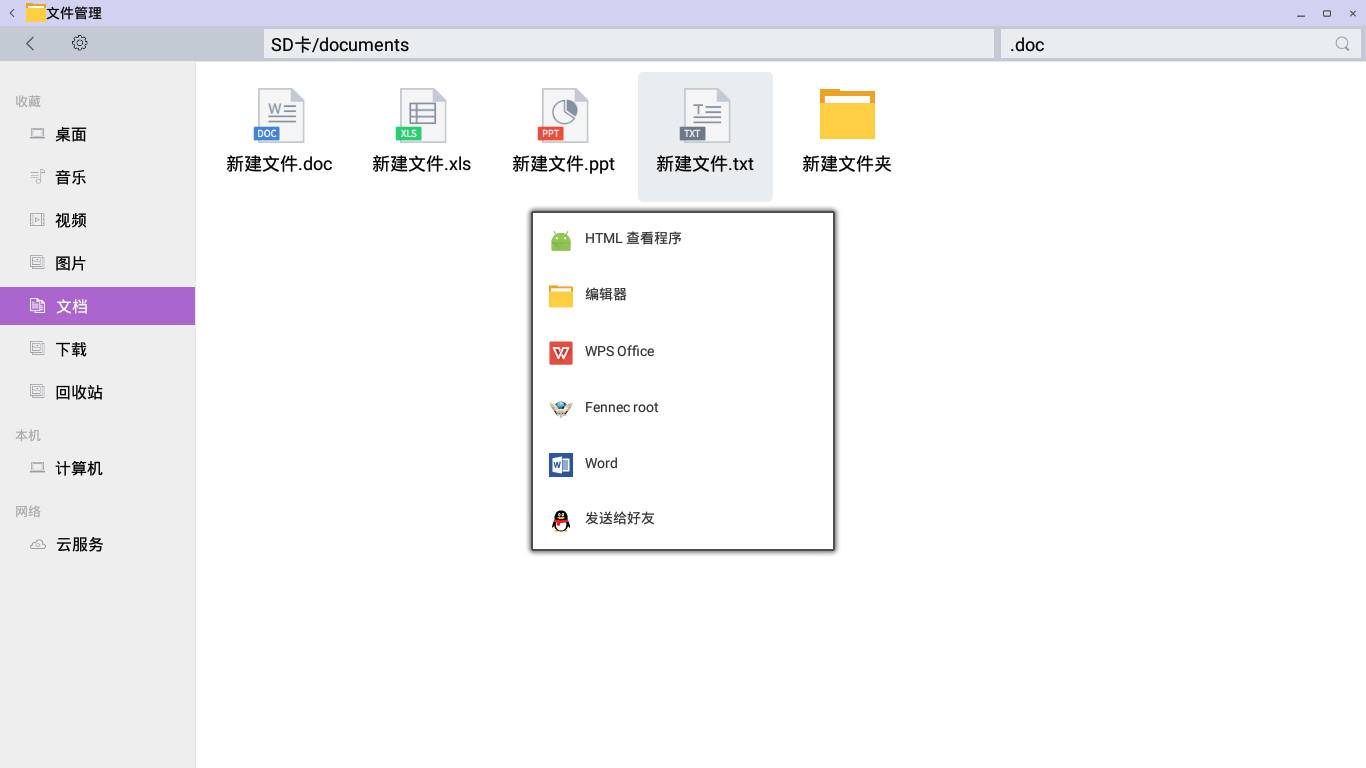 文件管理
SD卡/documents
.doc
收藏
桌面
音乐
视频
图片
文档
下载
回收站
本机
计算机
网络
云服务
W
DOC
新建文件.doc
XLS
新建文件.xls
PPT
新建文件.ppt
T
TXT
新建文件.txt
新建文件夹
HTML 查看程序
编辑器
W
WPS Office
Fennec root
W
Word
发送给好友